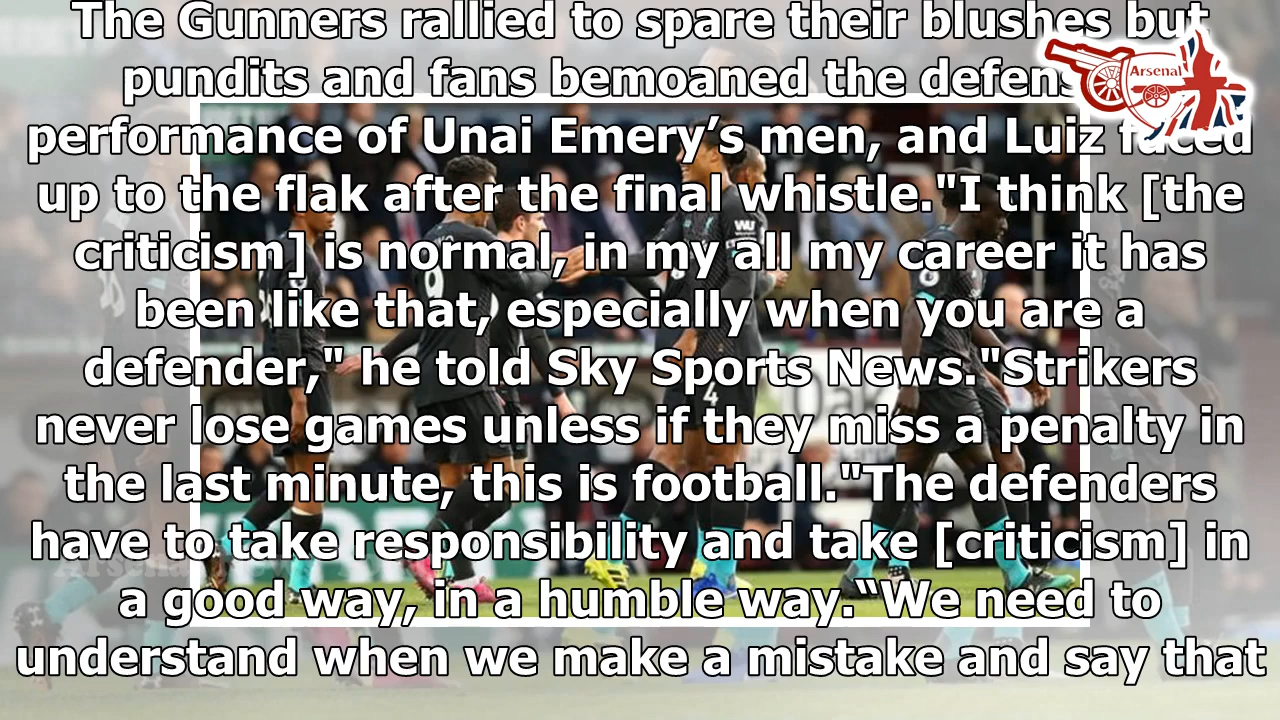 The Gunners rallied to spare their blushes but
pundits and fans bemoaned the
performance of Unai Emery’s men, and Luiz faced
up to the flak after the final whistle."I think [the
criticism] is normal, in my all my career it has
been like that, especially when you are a
defender," he told Sky Sports News."Strikers
never lose games unless if they miss a penalty in
the last minute, this is football."The defenders
have to take responsibility and take [criticism] in
a good way, in a humble way.“We need to
understand when we make a mistake and say that
Arsenal
4
9